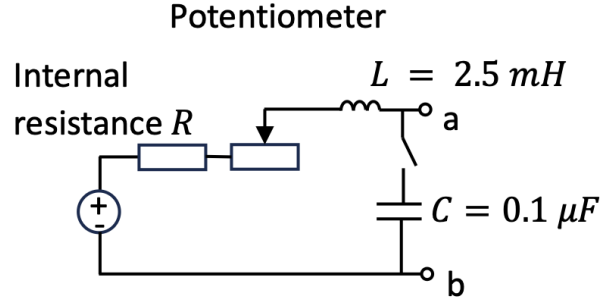 Potentiometer
Internal
resistance R
L = 2.5 mH
a
+
-
C = 0.1 μF
b